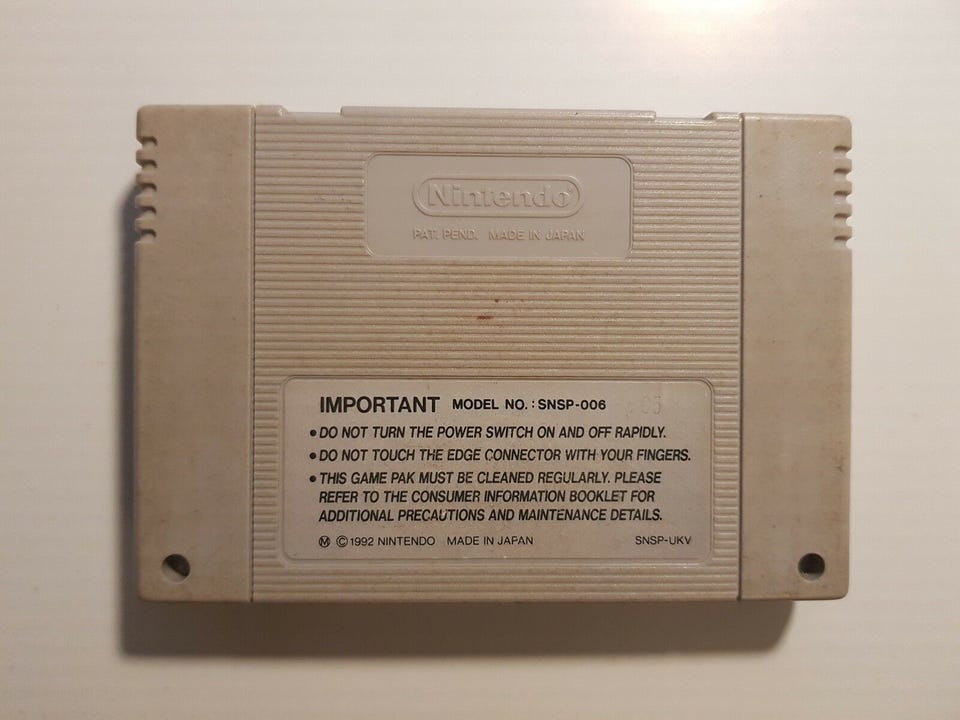 Nintendo®
PAT. PEND. MADE IN JAPAN
IMPORTANT MODEL NO. : SNSP-006
• DO NOT TURN THE POWER SWITCH ON AND OFF RAPIDLY.
• DO NOT TOUCH THE EDGE CONNECTOR WITH YOUR FINGERS.
• THIS GAME PAK MUST BE CLEANED REGULARLY. PLEASE
REFER TO THE CONSUMER INFORMATION BOOKLET FOR
ADDITIONAL PRECAUTIONS AND MAINTENANCE DETAILS.
Ⓜ © 1992 NINTENDO MADE IN JAPAN SNSP-UKV